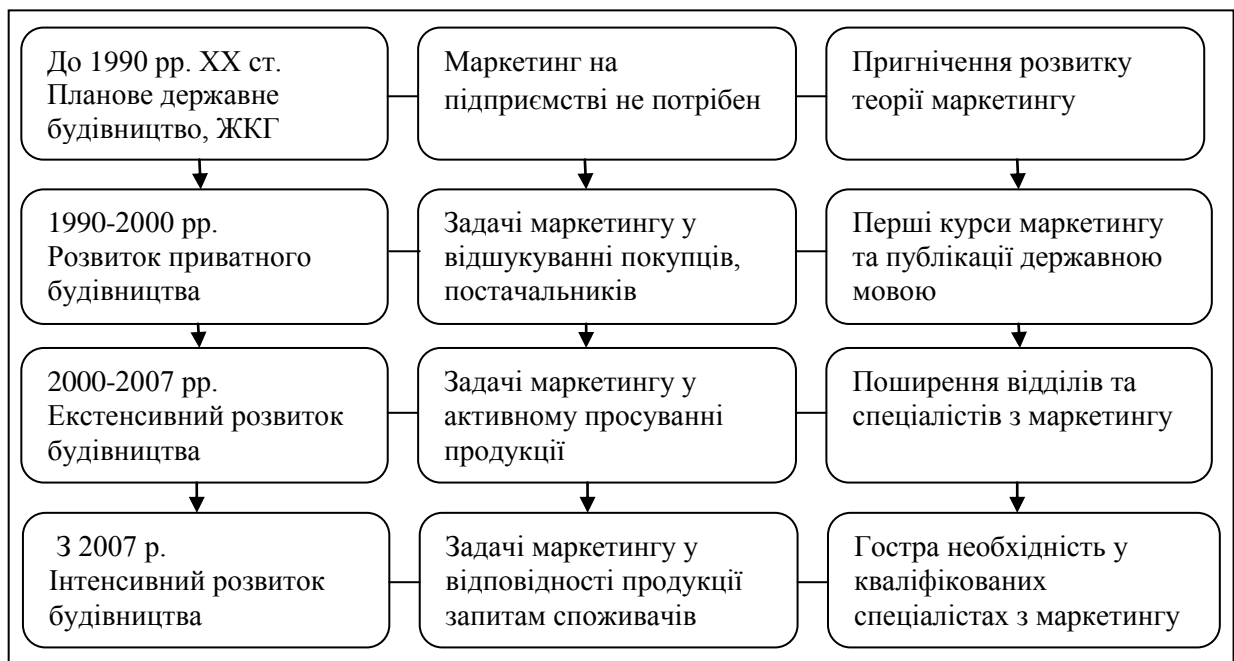 До 1990 рр. ХХ ст.
Планове державне
будівництво, ЖКГ
Маркетинг на
підприємстві не потрібен
Пригнічення розвитку
теорії маркетингу
1990-2000 рр.
Розвиток приватного
будівництва
Задачі маркетингу у
відшукуванні покупців,
постачальників
Перші курси маркетингу
та публікації державною
мовою
2000-2007 рр.
Екстенсивний розвиток
будівництва
Задачі маркетингу у
активному просуванні
продукції
Поширення відділів та
спеціалістів з маркетингу
З 2007 р.
Інтенсивний розвиток
будівництва
Задачі маркетингу у
відповідності продукції
запитам споживачів
Гостра необхідність у
кваліфікованих
спеціалістах з маркетингу